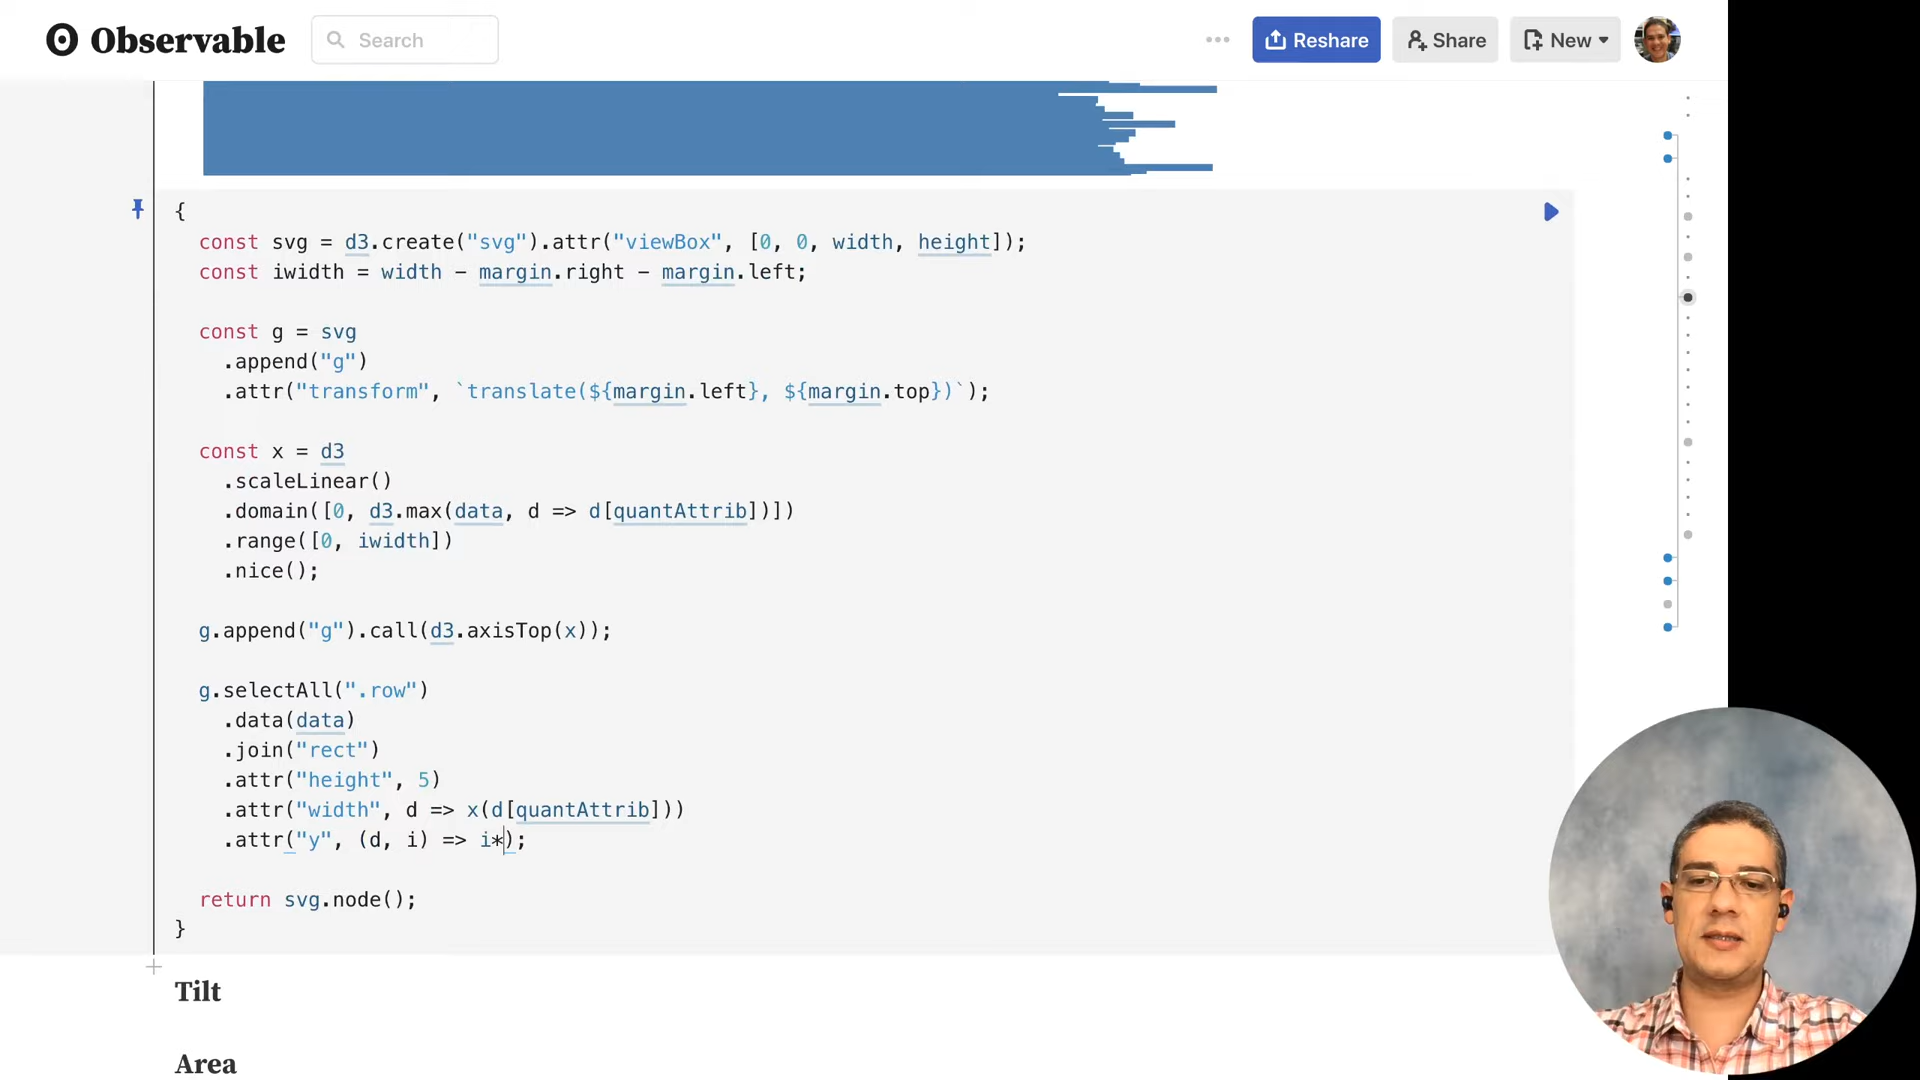 Observable
Search
Reshare
Share
New
{
const svg = d3.create("svg").attr("viewBox", [0, 0, width, height]);
const iwidth = width - margin.right - margin.left;
const g = svg
.append("g")
.attr("transform", `translate(${margin.left}, ${margin.top})`);
const x = d3
.scaleLinear()
.domain([0, d3.max(data, d => d[quantAttrib])])
.range([0, iwidth])
.nice();
g.append("g").call(d3.axisTop(x));
g.selectAll(".row")
.data(data)
.join("rect")
.attr("height", 5)
.attr("width", d => x(d[quantAttrib]))
.attr("y", (d, i) => i*);
return svg.node();
}
Tilt
Area